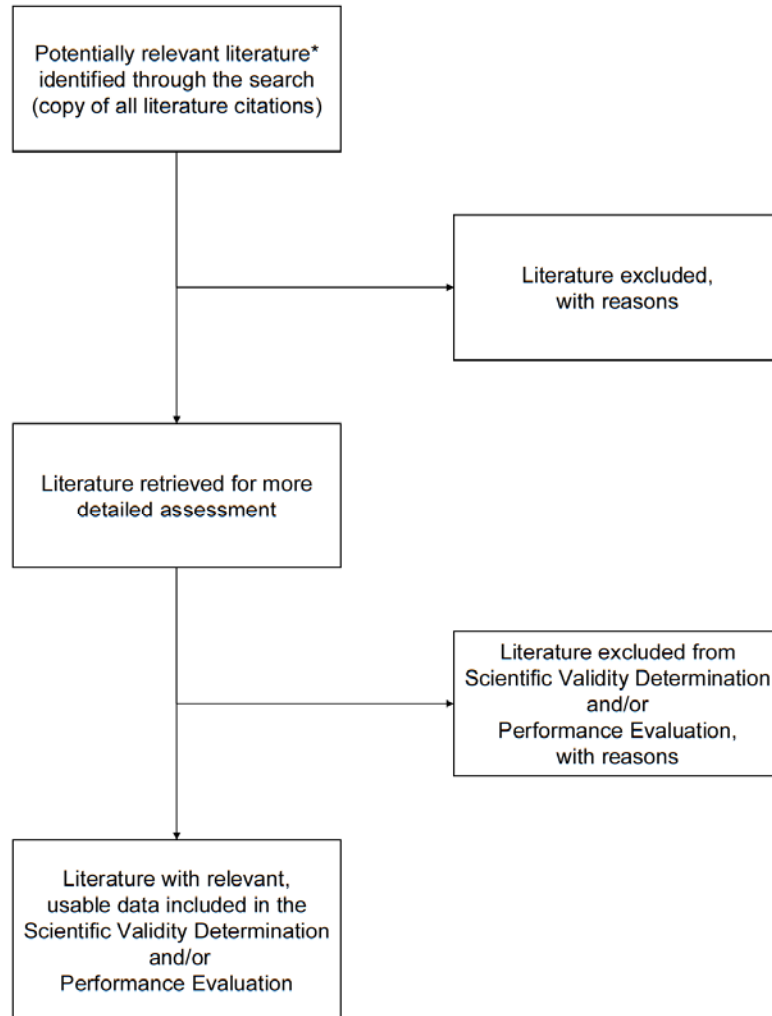 Potentially relevant literature*
identified through the search
(copy of all literature citations)
Literature excluded,
with reasons
Literature retrieved for more
detailed assessment
Literature excluded from
Scientific Validity Determination
and/or
Performance Evaluation,
with reasons
Literature with relevant,
usable data included in the
Scientific Validity Determination
and/or
Performance Evaluation